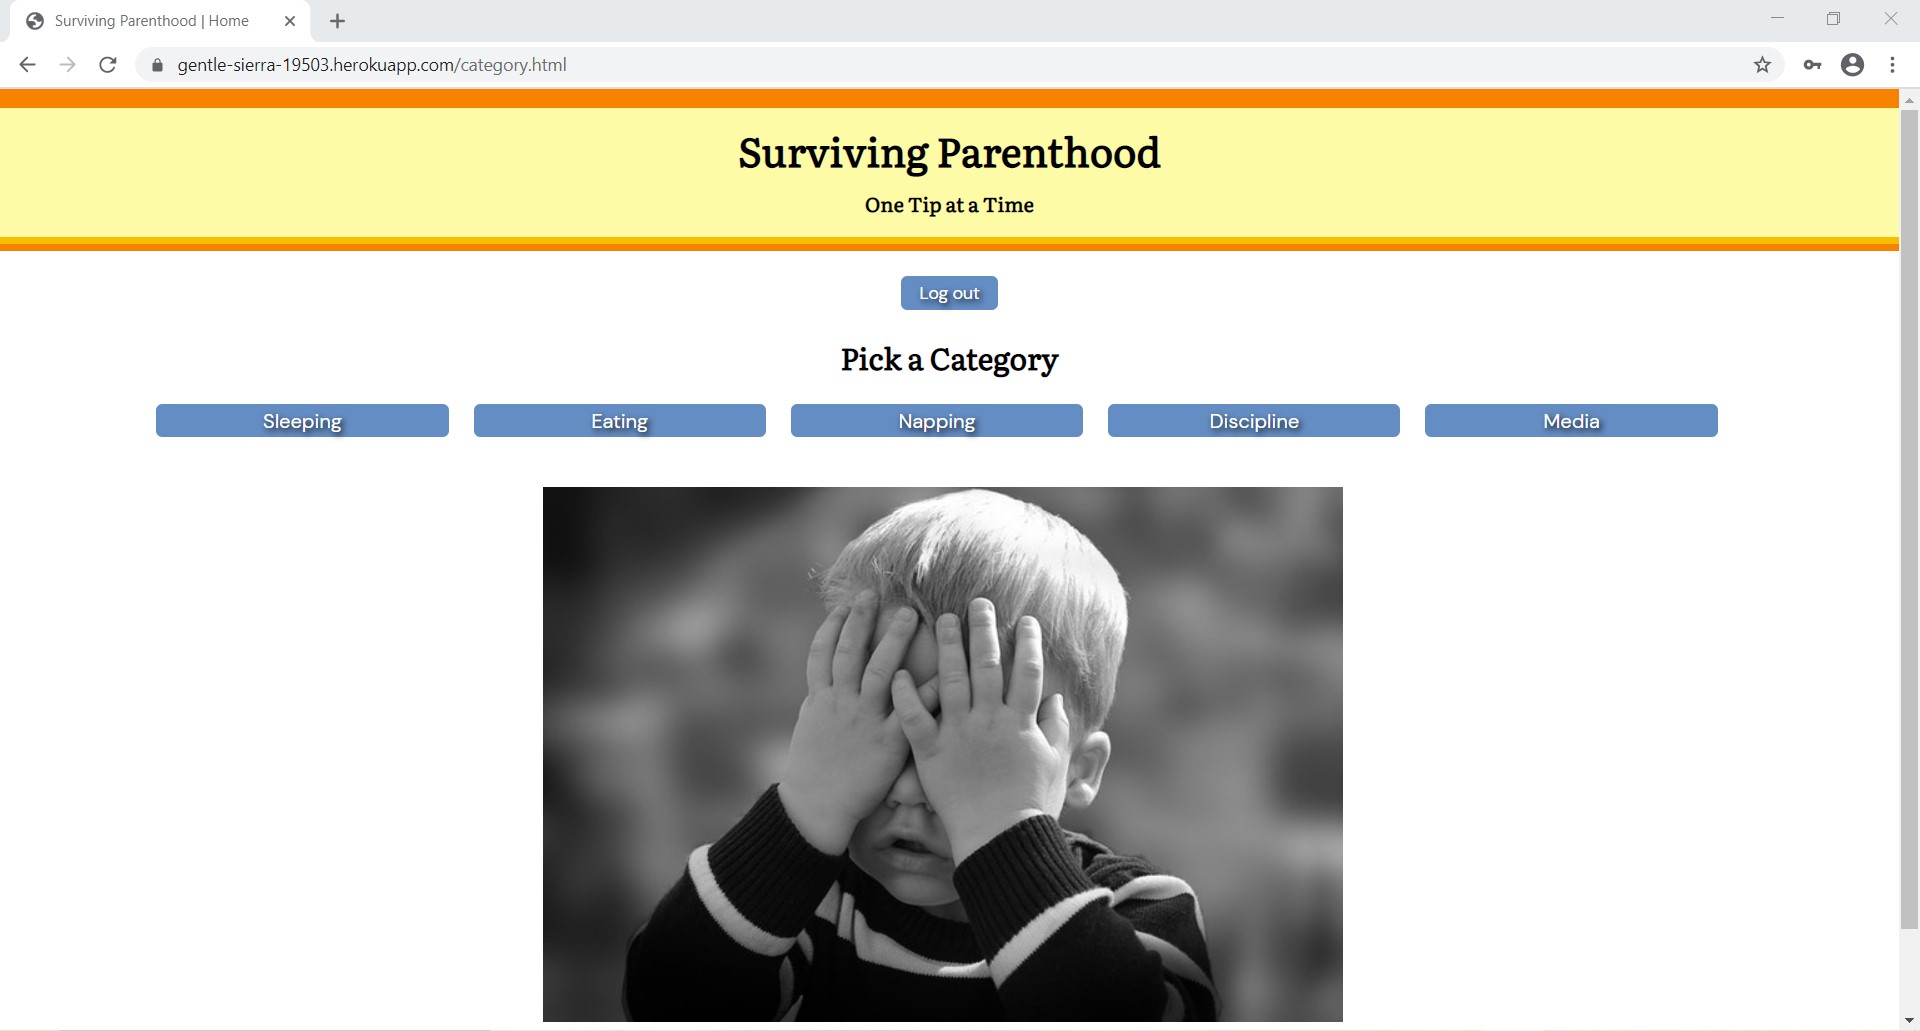 Surviving Parenthood | Home
gentle-sierra-19503.herokuapp.com/category.html
Surviving Parenthood
One Tip at a Time
Log out
Pick a Category
Sleeping Eating Napping Discipline Media